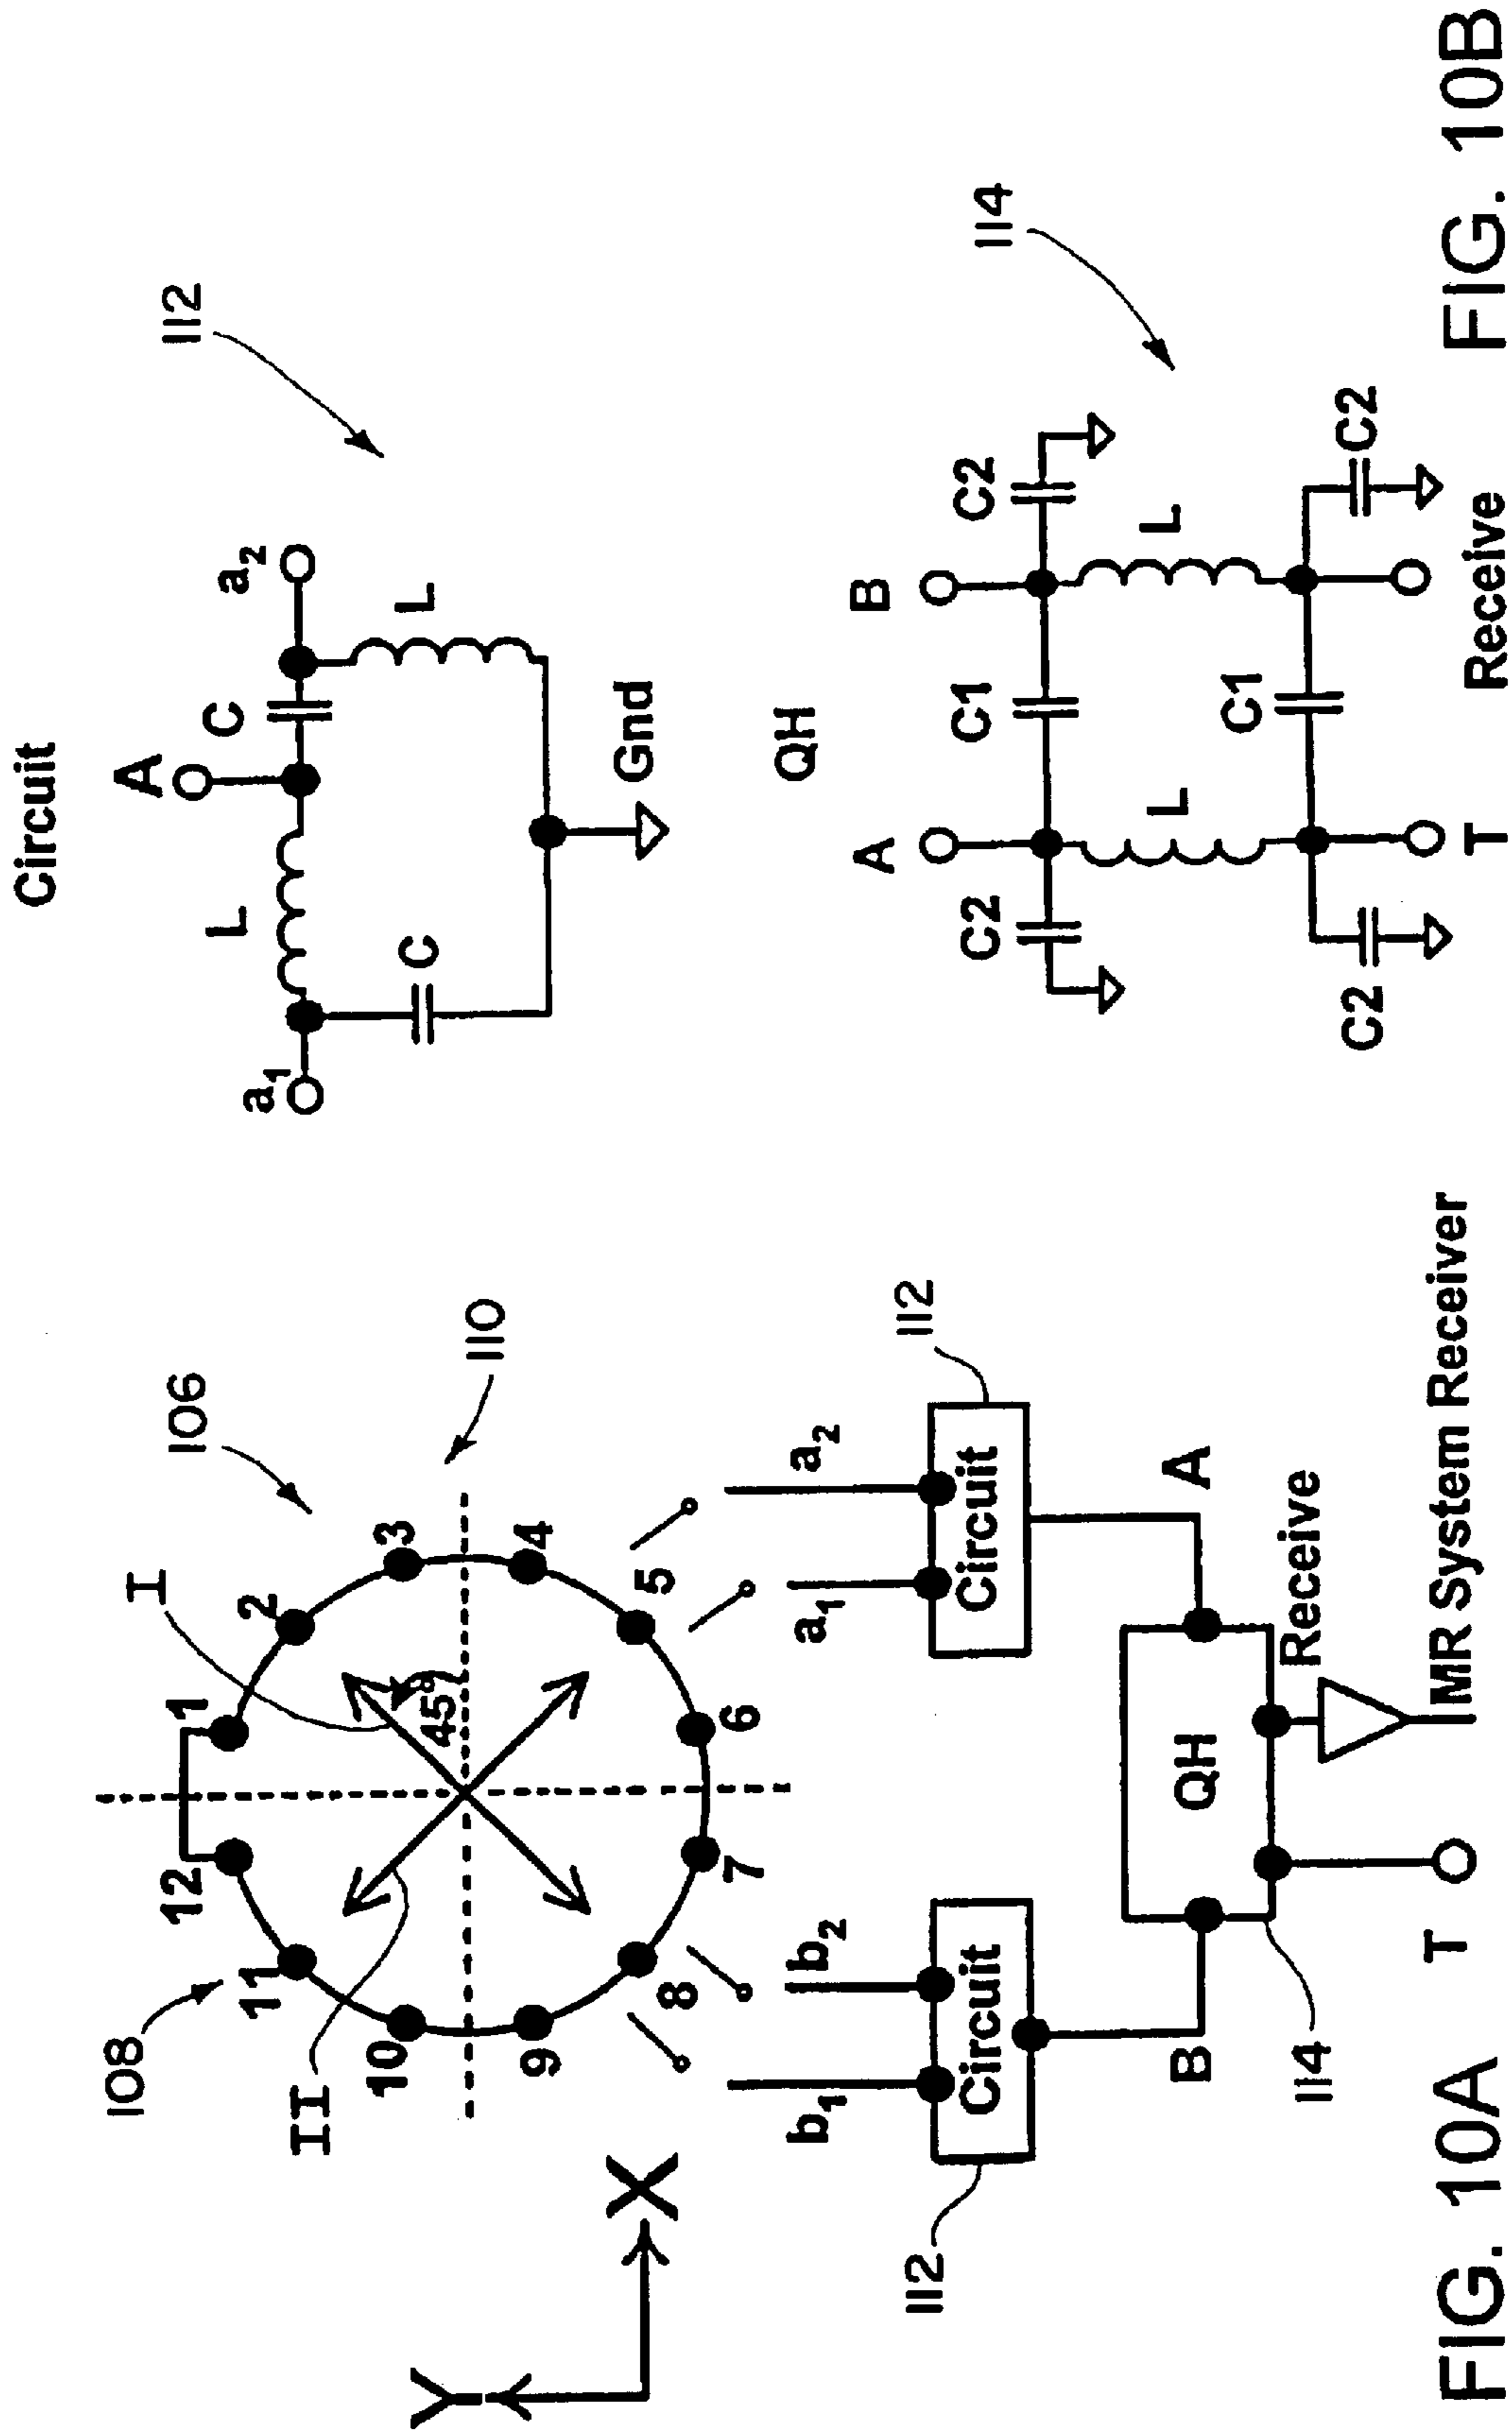 Y
X
108
106
110
I
II
45°
1
2
3
4
5
6
7
8
9
10
11
12
b1
b2
a1
a2
Circuit
Circuit
112
112
B
A
QH
114
T
Receive
MR System Receiver
FIG. 10A
Circuit
112
A
a1
a2
L
C
C
L
Gnd
QH
114
A
B
C2
C1
C2
L
L
C2
C1
C2
T
Receive
FIG. 10B